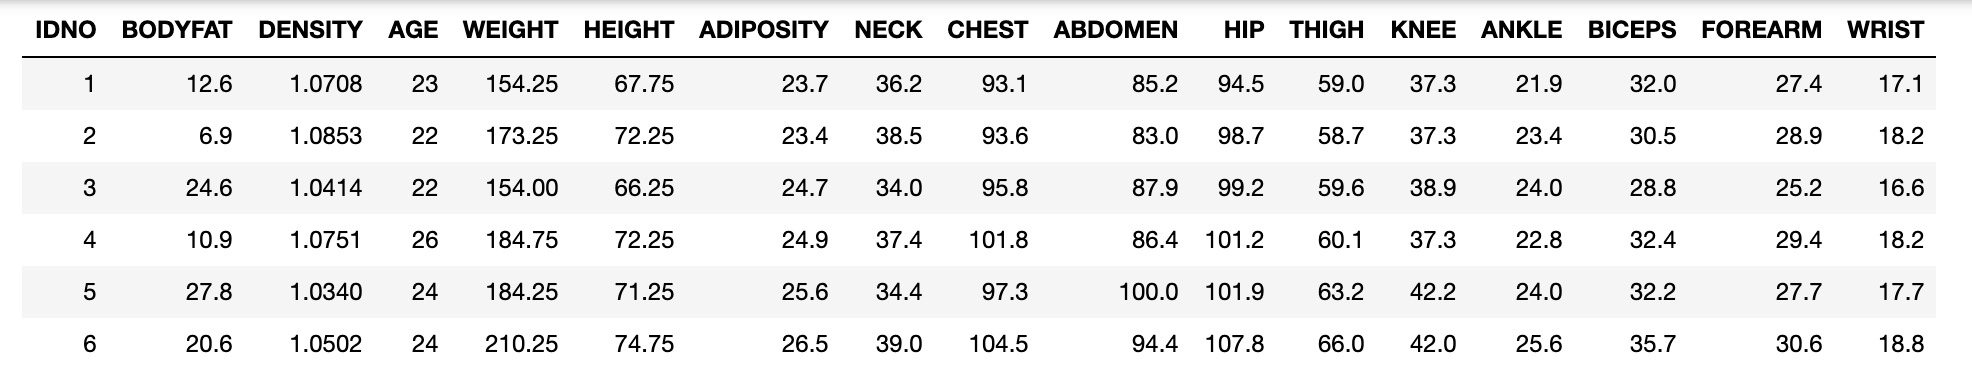 IDNO BODYFAT DENSITY AGE WEIGHT HEIGHT ADIPOSITY NECK CHEST ABDOMEN HIP THIGH KNEE ANKLE BICEPS FOREARM WRIST
1 12.6 1.0708 23 154.25 67.75 23.7 36.2 93.1 85.2 94.5 59.0 37.3 21.9 32.0 27.4 17.1
2 6.9 1.0853 22 173.25 72.25 23.4 38.5 93.6 83.0 98.7 58.7 37.3 23.4 30.5 28.9 18.2
3 24.6 1.0414 22 154.00 66.25 24.7 34.0 95.8 87.9 99.2 59.6 38.9 24.0 28.8 25.2 16.6
4 10.9 1.0751 26 184.75 72.25 24.9 37.4 101.8 86.4 101.2 60.1 37.3 22.8 32.4 29.4 18.2
5 27.8 1.0340 24 184.25 71.25 25.6 34.4 97.3 100.0 101.9 63.2 42.2 24.0 32.2 27.7 17.7
6 20.6 1.0502 24 210.25 74.75 26.5 39.0 104.5 94.4 107.8 66.0 42.0 25.6 35.7 30.6 18.8